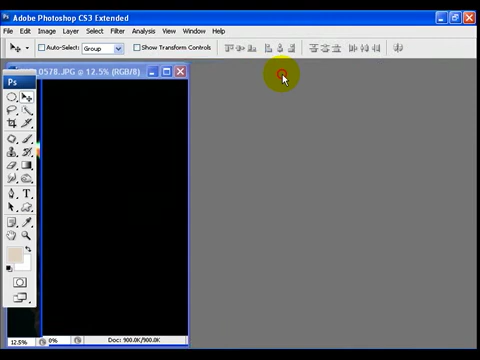 Adobe Photoshop CS3 Extended
File Edit Image Layer Select Filter Analysis View Window Help
Auto-Select: Group Show Transform Controls
0578.JPG @ 12.5% (RGB/8)
Ps
T
12.5% 0% Doc: 900.0K/900.0K